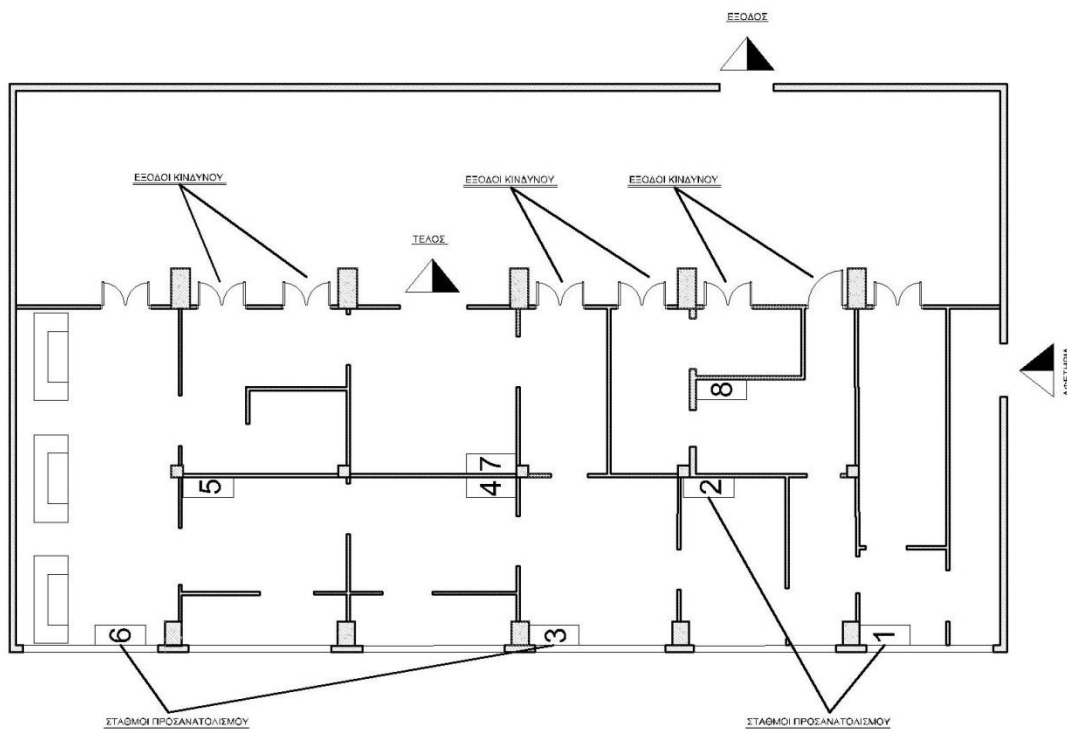 ΕΞΟΔΟΣ
ΕΞΟΔΟΙ ΚΙΝΔΥΝΟΥ
ΕΞΟΔΟΙ ΚΙΝΔΥΝΟΥ
ΕΞΟΔΟΙ ΚΙΝΔΥΝΟΥ
ΤΕΛΟΣ
ΑΦΕΤΗΡΙΑ
8
7
5
4
2
6
3
1
ΣΤΑΘΜΟΙ ΠΡΟΣΑΝΑΤΟΛΙΣΜΟΥ
ΣΤΑΘΜΟΙ ΠΡΟΣΑΝΑΤΟΛΙΣΜΟΥ